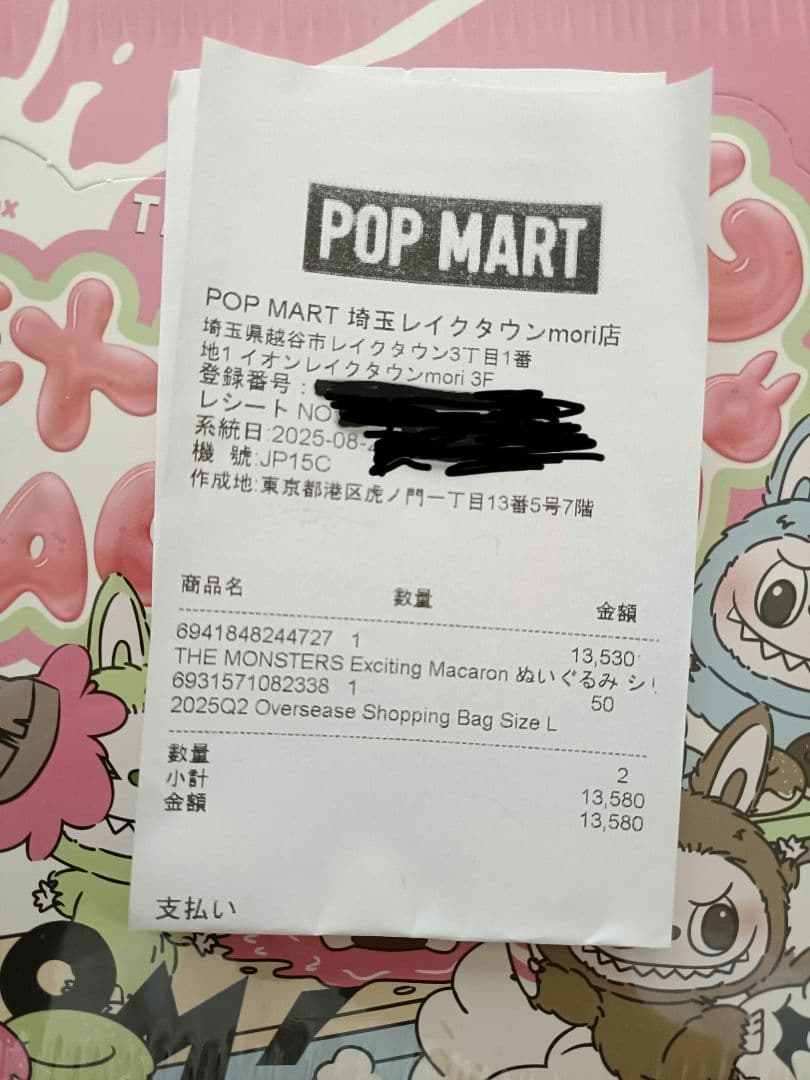 POP MART
POP MART 埼玉レイクタウンmori店
埼玉県越谷市レイクタウン3丁目1番
地1 イオンレイクタウンmori 3F
登録番号:
レシート NO
系統日:2025-08-
機 號:JP15C
作成地:東京都港区虎ノ門一丁目13番5号7階
商品名 数量 金額
6941848244727 1 13,530
THE MONSTERS Exciting Macaron ぬいぐるみ シリ
6931571082338 1 50
2025Q2 Oversease Shopping Bag Size L
数量 2
小計 13,580
金額 13,580
支払い